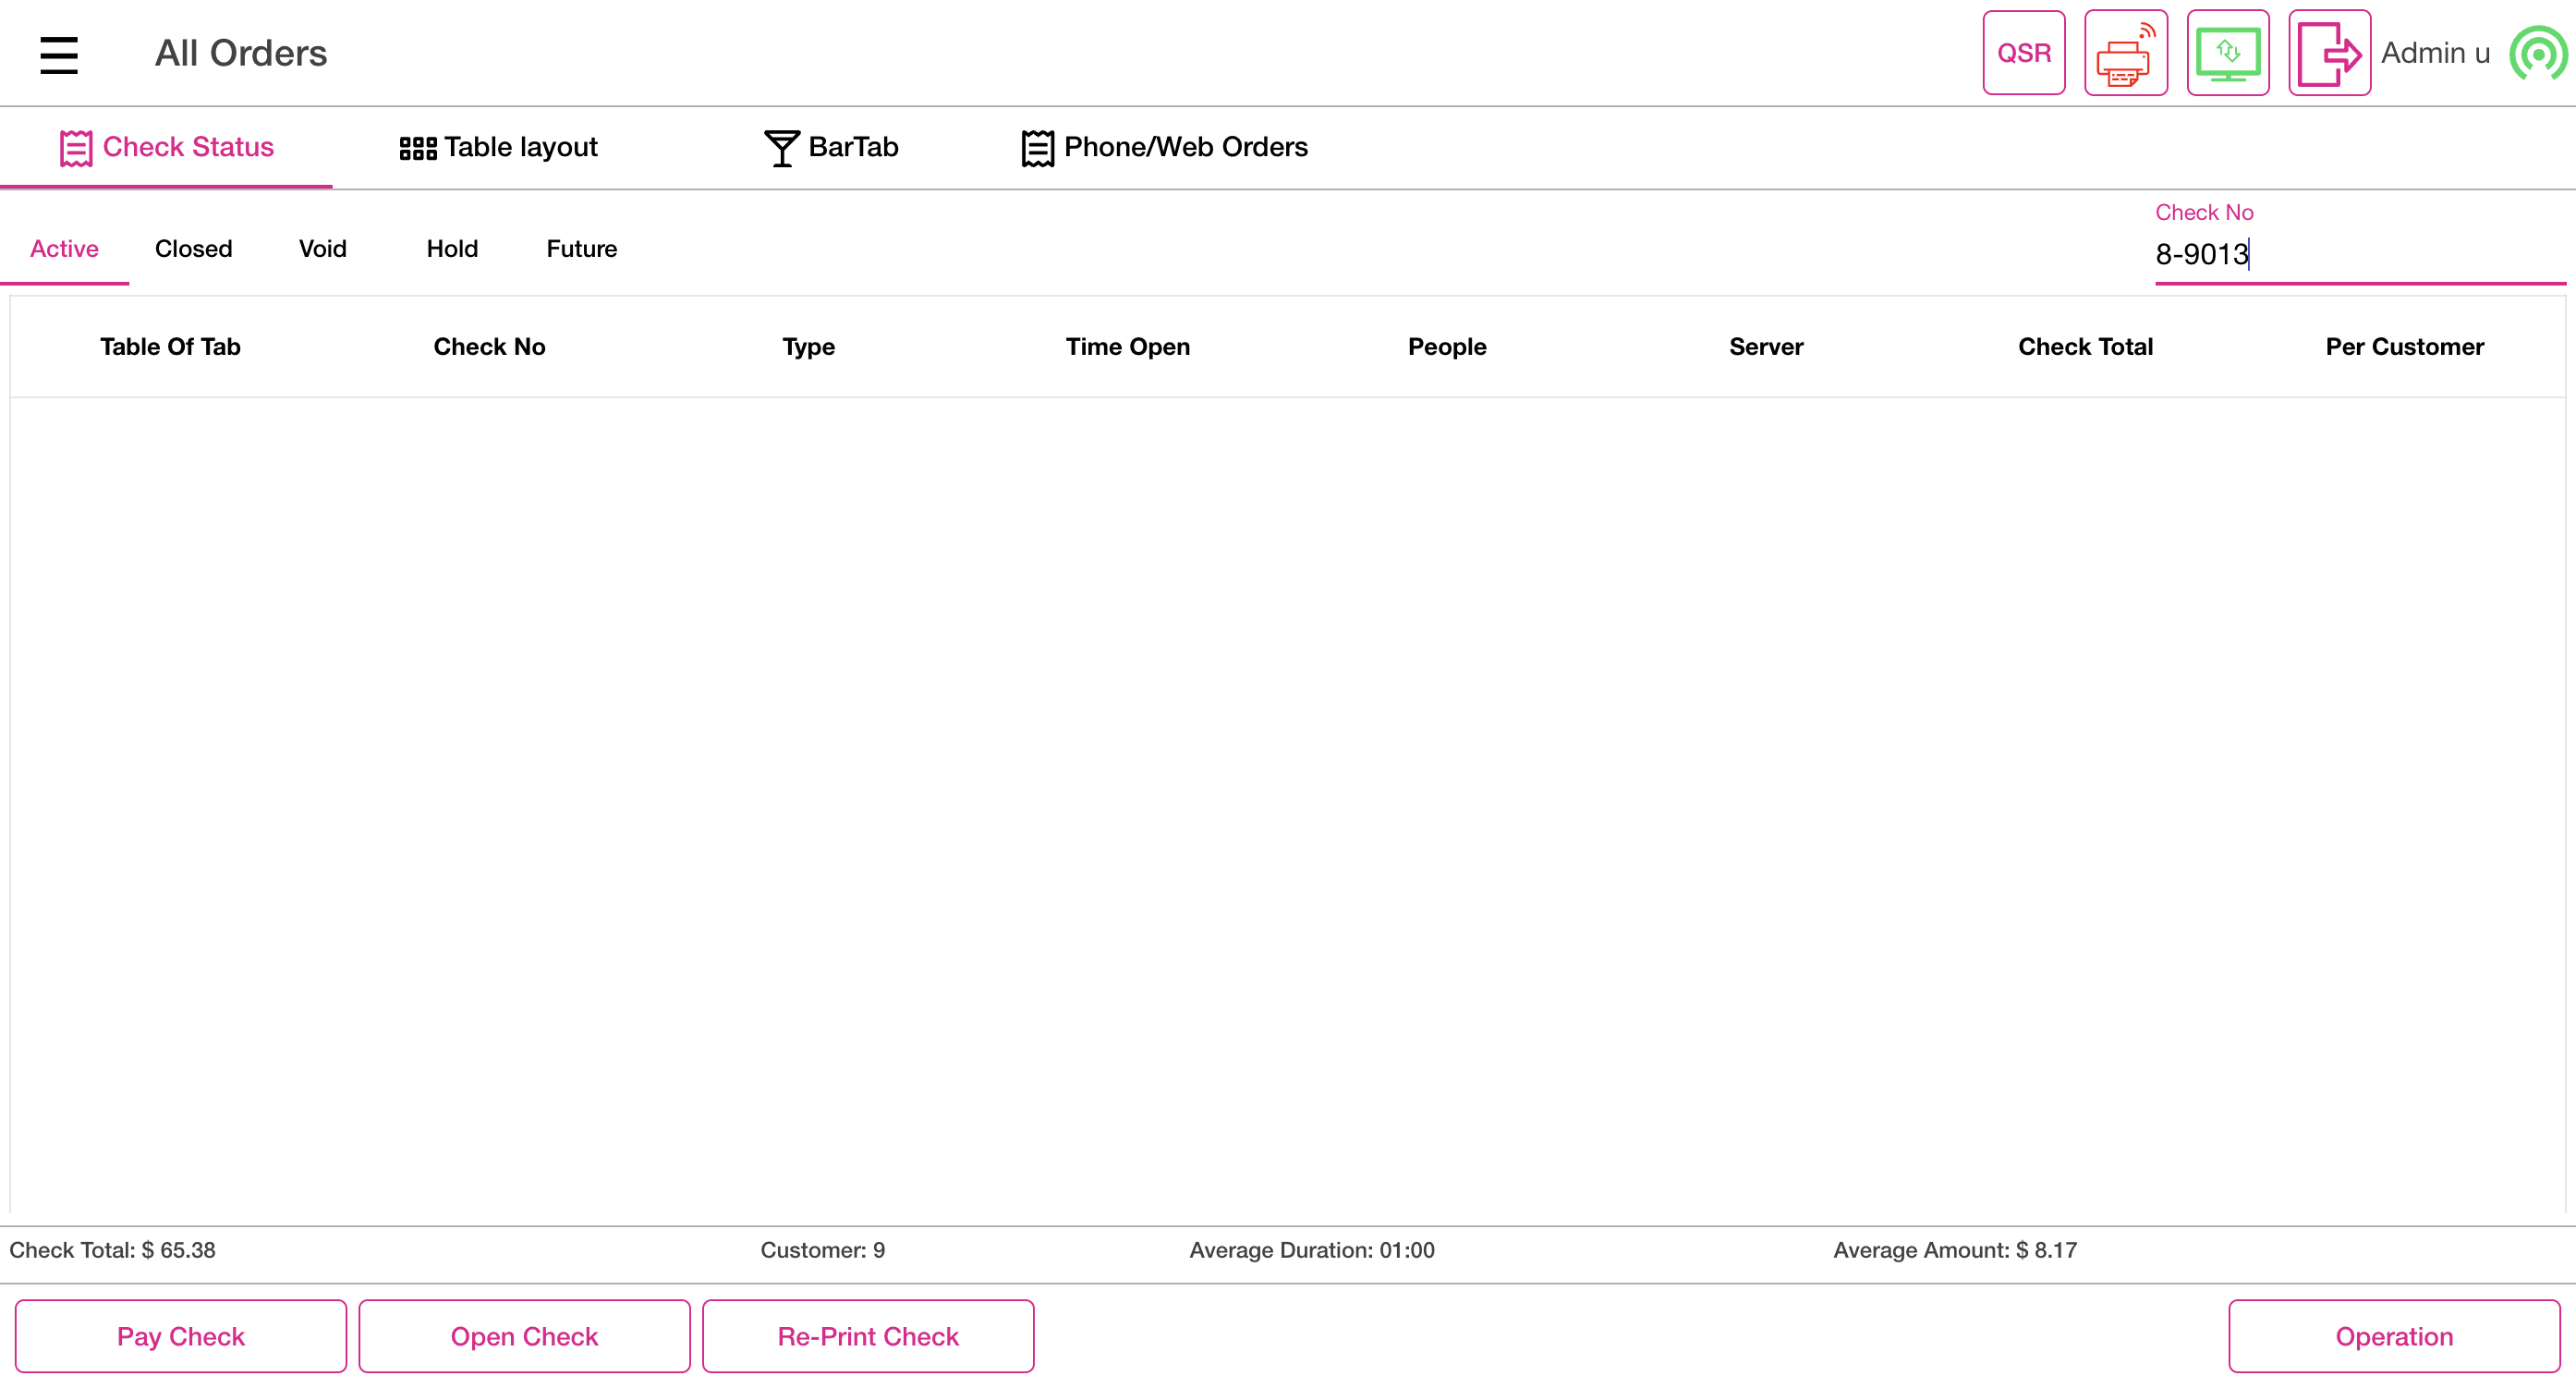 All Orders
QSR
Admin u
Check Status
Table layout
BarTab
Phone/Web Orders
Check No
Active
Closed
Void
Hold
Future
8-9013
Table Of Tab
Check No
Type
Time Open
People
Server
Check Total
Per Customer
Check Total: $ 65.38
Customer: 9
Average Duration: 01:00
Average Amount: $ 8.17
Pay Check
Open Check
Re-Print Check
Operation